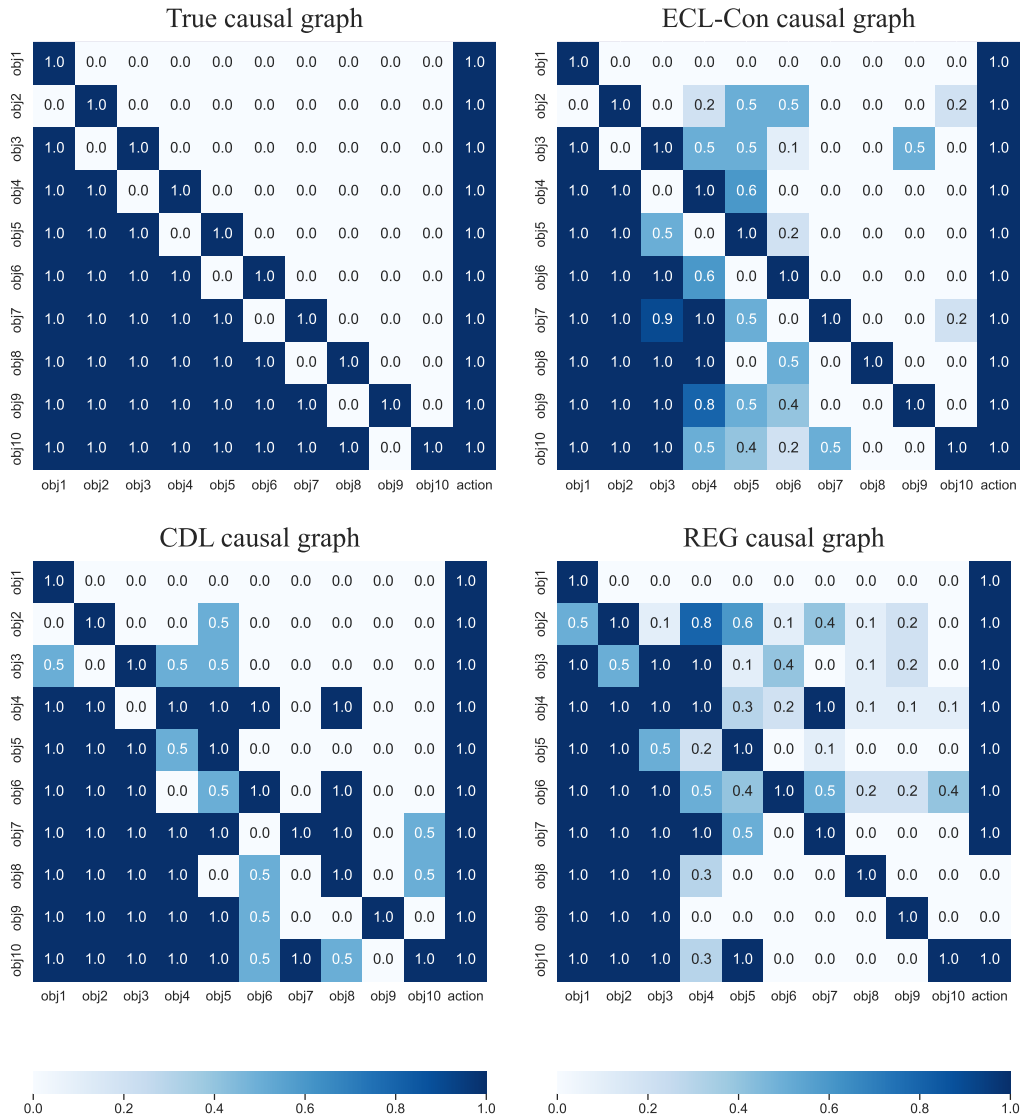 True causal graph
obj1 1.0 0.0 0.0 0.0 0.0 0.0 0.0 0.0 0.0 0.0 1.0
obj2 0.0 1.0 0.0 0.0 0.0 0.0 0.0 0.0 0.0 0.0 1.0
obj3 1.0 0.0 1.0 0.0 0.0 0.0 0.0 0.0 0.0 0.0 1.0
obj4 1.0 1.0 0.0 1.0 0.0 0.0 0.0 0.0 0.0 0.0 1.0
obj5 1.0 1.0 1.0 0.0 1.0 0.0 0.0 0.0 0.0 0.0 1.0
obj6 1.0 1.0 1.0 1.0 0.0 1.0 0.0 0.0 0.0 0.0 1.0
obj7 1.0 1.0 1.0 1.0 1.0 0.0 1.0 0.0 0.0 0.0 1.0
obj8 1.0 1.0 1.0 1.0 1.0 1.0 0.0 1.0 0.0 0.0 1.0
obj9 1.0 1.0 1.0 1.0 1.0 1.0 1.0 0.0 1.0 0.0 1.0
obj10 1.0 1.0 1.0 1.0 1.0 1.0 1.0 1.0 0.0 1.0 1.0
obj1 obj2 obj3 obj4 obj5 obj6 obj7 obj8 obj9 obj10 action
ECL-Con causal graph
obj1 1.0 0.0 0.0 0.0 0.0 0.0 0.0 0.0 0.0 0.0 1.0
obj2 0.0 1.0 0.0 0.2 0.5 0.5 0.0 0.0 0.0 0.2 1.0
obj3 1.0 0.0 1.0 0.5 0.5 0.1 0.0 0.0 0.5 0.0 1.0
obj4 1.0 1.0 0.0 1.0 0.6 0.0 0.0 0.0 0.0 0.0 1.0
obj5 1.0 1.0 0.5 0.0 1.0 0.2 0.0 0.0 0.0 0.0 1.0
obj6 1.0 1.0 1.0 0.6 0.0 1.0 0.0 0.0 0.0 0.0 1.0
obj7 1.0 1.0 0.9 1.0 0.5 0.0 1.0 0.0 0.0 0.2 1.0
obj8 1.0 1.0 1.0 1.0 0.0 0.5 0.0 1.0 0.0 0.0 1.0
obj9 1.0 1.0 1.0 0.8 0.5 0.4 0.0 0.0 1.0 0.0 1.0
obj10 1.0 1.0 1.0 0.5 0.4 0.2 0.5 0.0 0.0 1.0 1.0
obj1 obj2 obj3 obj4 obj5 obj6 obj7 obj8 obj9 obj10 action
CDL causal graph
obj1 1.0 0.0 0.0 0.0 0.0 0.0 0.0 0.0 0.0 0.0 1.0
obj2 0.0 1.0 0.0 0.0 0.5 0.0 0.0 0.0 0.0 0.0 1.0
obj3 0.5 0.0 1.0 0.5 0.5 0.0 0.0 0.0 0.0 0.0 1.0
obj4 1.0 1.0 0.0 1.0 1.0 1.0 0.0 1.0 0.0 0.0 1.0
obj5 1.0 1.0 1.0 0.5 1.0 0.0 0.0 0.0 0.0 0.0 1.0
obj6 1.0 1.0 1.0 0.0 0.5 1.0 0.0 1.0 0.0 0.0 1.0
obj7 1.0 1.0 1.0 1.0 1.0 0.0 1.0 1.0 0.0 0.5 1.0
obj8 1.0 1.0 1.0 1.0 0.0 0.5 0.0 1.0 0.0 0.5 1.0
obj9 1.0 1.0 1.0 1.0 1.0 0.5 0.0 0.0 1.0 0.0 1.0
obj10 1.0 1.0 1.0 1.0 1.0 0.5 1.0 0.5 0.0 1.0 1.0
obj1 obj2 obj3 obj4 obj5 obj6 obj7 obj8 obj9 obj10 action
0.0 0.2 0.4 0.6 0.8 1.0
REG causal graph
obj1 1.0 0.0 0.0 0.0 0.0 0.0 0.0 0.0 0.0 0.0 1.0
obj2 0.5 1.0 0.1 0.8 0.6 0.1 0.4 0.1 0.2 0.0 1.0
obj3 1.0 0.5 1.0 1.0 0.1 0.4 0.0 0.1 0.2 0.0 1.0
obj4 1.0 1.0 1.0 1.0 0.3 0.2 1.0 0.1 0.1 0.1 1.0
obj5 1.0 1.0 0.5 0.2 1.0 0.0 0.1 0.0 0.0 0.0 1.0
obj6 1.0 1.0 1.0 0.5 0.4 1.0 0.5 0.2 0.2 0.4 1.0
obj7 1.0 1.0 1.0 1.0 0.5 0.0 1.0 0.0 0.0 0.0 1.0
obj8 1.0 1.0 1.0 0.3 0.0 0.0 0.0 1.0 0.0 0.0 0.0
obj9 1.0 1.0 1.0 0.0 0.0 0.0 0.0 0.0 1.0 0.0 0.0
obj10 1.0 1.0 1.0 0.3 1.0 0.0 0.0 0.0 0.0 1.0 1.0
obj1 obj2 obj3 obj4 obj5 obj6 obj7 obj8 obj9 obj10 action
0.0 0.2 0.4 0.6 0.8 1.0